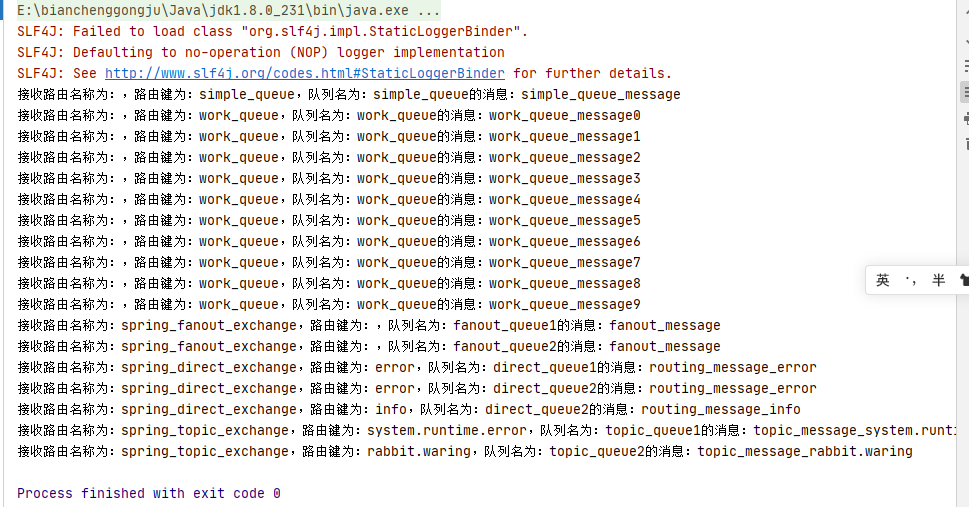 E:\bianchenggongju\Java\jdk1.8.0_231\bin\java.exe ...
SLF4J: Failed to load class "org.slf4j.impl.StaticLoggerBinder".
SLF4J: Defaulting to no-operation (NOP) logger implementation
SLF4J: See http://www.slf4j.org/codes.html#StaticLoggerBinder for further details.
接收路由名称为：，路由键为：simple_queue，队列名为：simple_queue的消息：simple_queue_message
接收路由名称为：，路由键为：work_queue，队列名为：work_queue的消息：work_queue_message0
接收路由名称为：，路由键为：work_queue，队列名为：work_queue的消息：work_queue_message1
接收路由名称为：，路由键为：work_queue，队列名为：work_queue的消息：work_queue_message2
接收路由名称为：，路由键为：work_queue，队列名为：work_queue的消息：work_queue_message3
接收路由名称为：，路由键为：work_queue，队列名为：work_queue的消息：work_queue_message4
接收路由名称为：，路由键为：work_queue，队列名为：work_queue的消息：work_queue_message5
接收路由名称为：，路由键为：work_queue，队列名为：work_queue的消息：work_queue_message6
接收路由名称为：，路由键为：work_queue，队列名为：work_queue的消息：work_queue_message7
接收路由名称为：，路由键为：work_queue，队列名为：work_queue的消息：work_queue_message8
接收路由名称为：，路由键为：work_queue，队列名为：work_queue的消息：work_queue_message9
接收路由名称为：spring_fanout_exchange，路由键为：，队列名为：fanout_queue1的消息：fanout_message
接收路由名称为：spring_fanout_exchange，路由键为：，队列名为：fanout_queue2的消息：fanout_message
接收路由名称为：spring_direct_exchange，路由键为：error，队列名为：direct_queue1的消息：routing_message_error
接收路由名称为：spring_direct_exchange，路由键为：error，队列名为：direct_queue2的消息：routing_message_error
接收路由名称为：spring_direct_exchange，路由键为：info，队列名为：direct_queue2的消息：routing_message_info
接收路由名称为：spring_topic_exchange，路由键为：system.runtime.error，队列名为：topic_queue1的消息：topic_message_system.runti
接收路由名称为：spring_topic_exchange，路由键为：rabbit.waring，队列名为：topic_queue2的消息：topic_message_rabbit.waring
Process finished with exit code 0
英 ·, 半